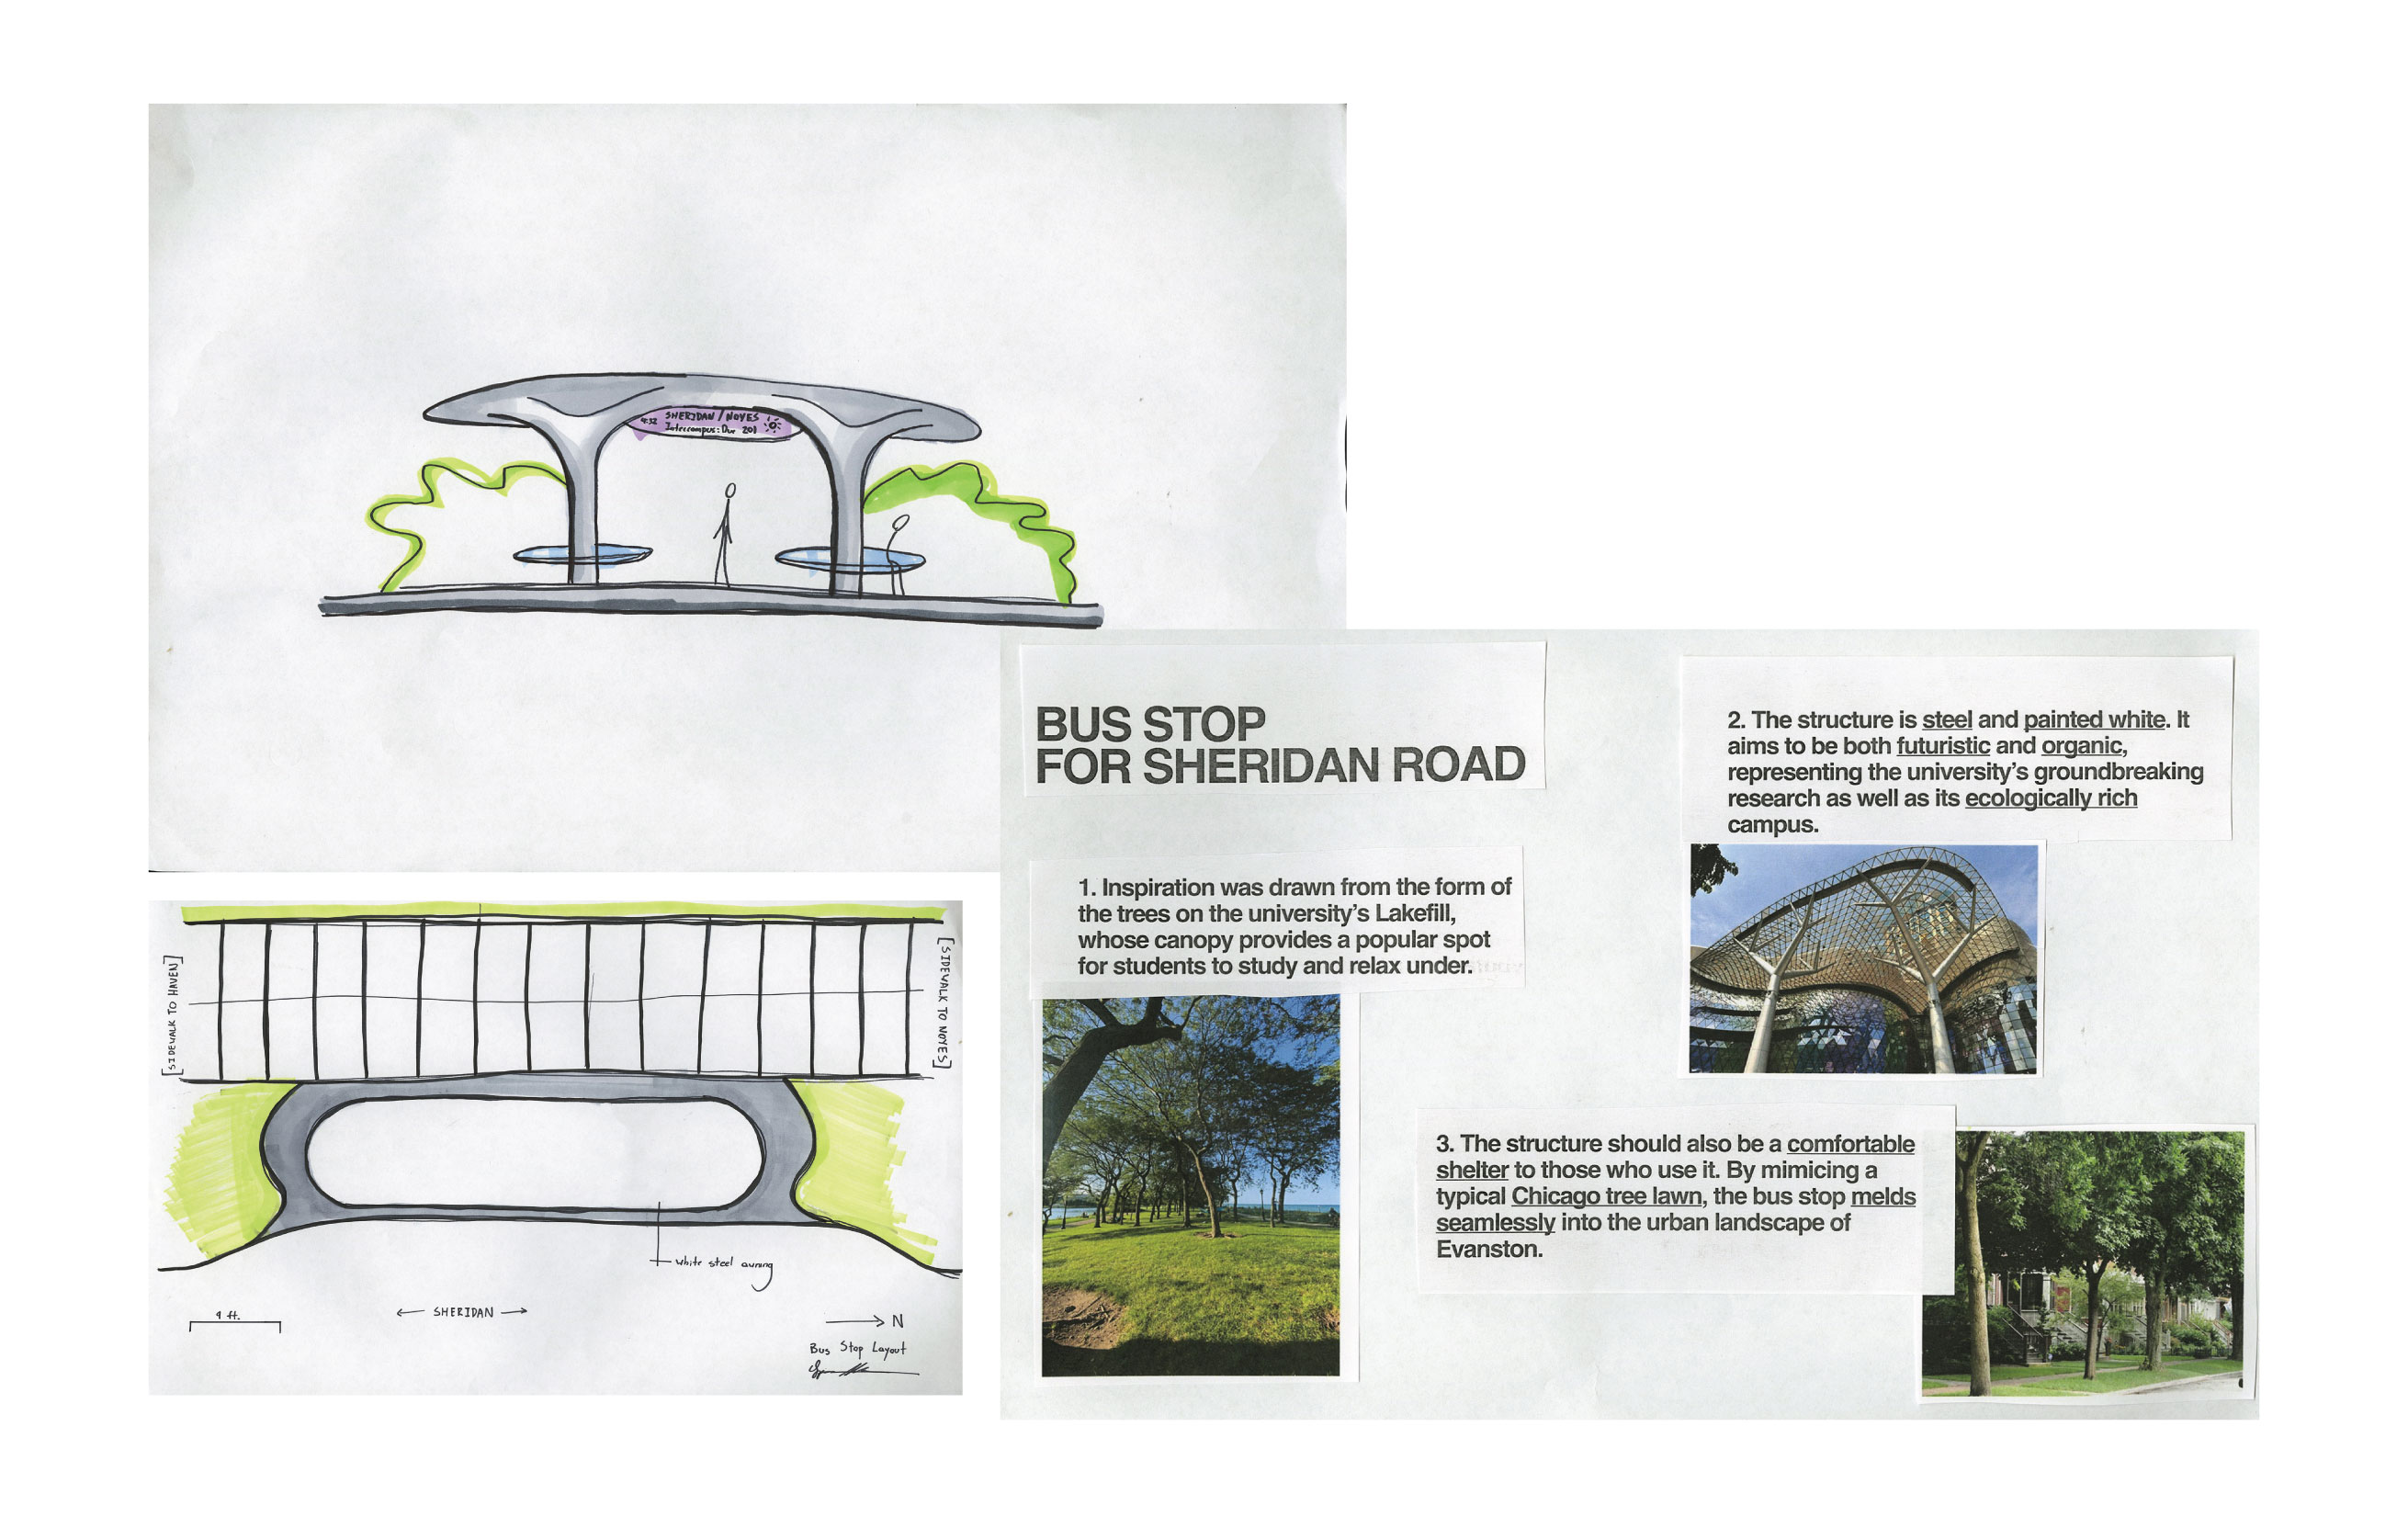 4:32
SHERIDAN / NOYES
Intercampus: Due 201
BUS STOP
FOR SHERIDAN ROAD
1. Inspiration was drawn from the form of
the trees on the university's Lakefill,
whose canopy provides a popular spot
for students to study and relax under.
2. The structure is steel and painted white. It
aims to be both futuristic and organic,
representing the university's groundbreaking
research as well as its ecologically rich
campus.
3. The structure should also be a comfortable
shelter to those who use it. By mimicing a
typical Chicago tree lawn, the bus stop melds
seamlessly into the urban landscape of
Evanston.
[SIDEWALK TO HAVEN]
[SIDEWALK TO NOYES]
white steel awning
← SHERIDAN →
N
Bus Stop Layout